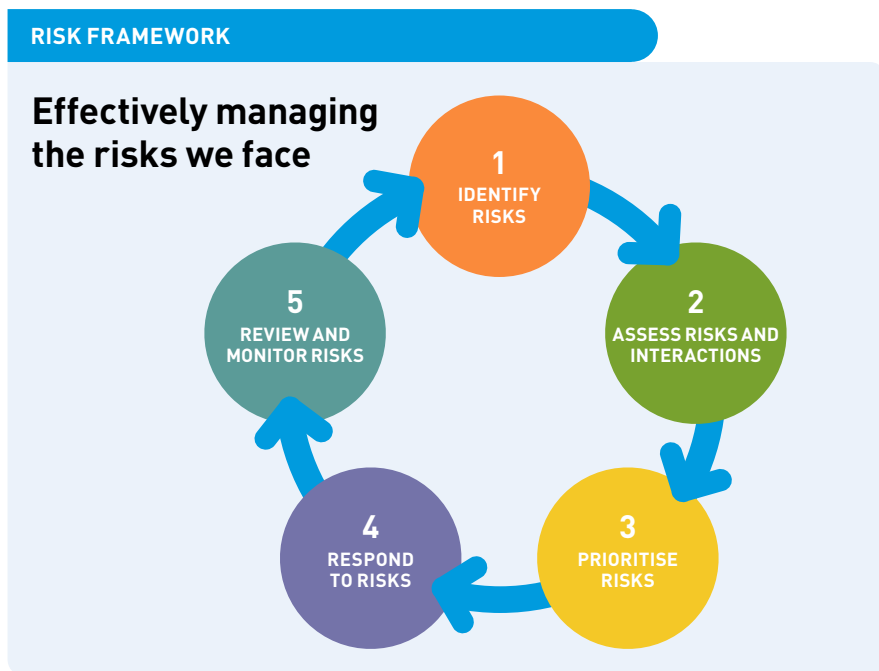 RISK FRAMEWORK
Effectively managing
the risks we face
1
IDENTIFY
RISKS
2
ASSESS RISKS AND
INTERACTIONS
3
PRIORITISE
RISKS
4
RESPOND
TO RISKS
5
REVIEW AND
MONITOR RISKS